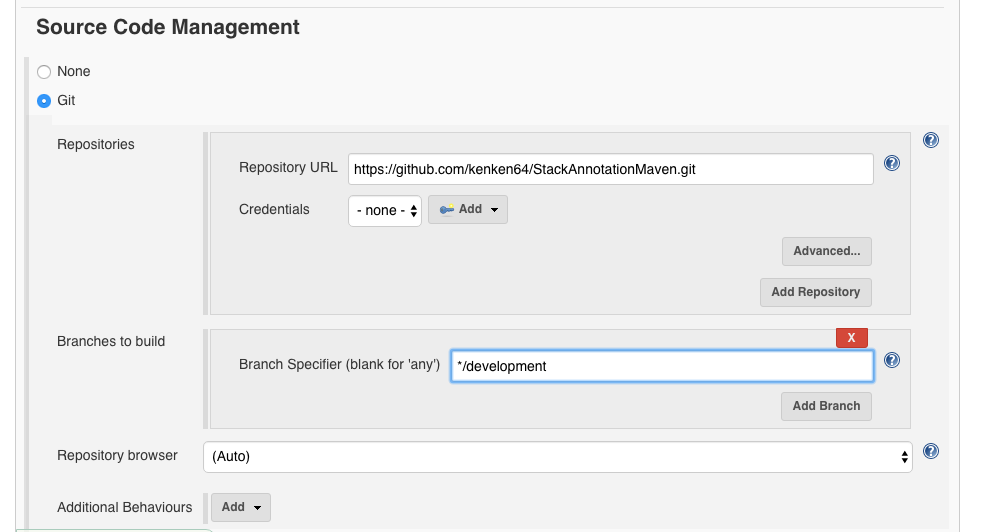 Source Code Management
None
Git
Repositories
Repository URL https://github.com/kenken64/StackAnnotationMaven.git
Credentials - none - Add
Advanced...
Add Repository
Branches to build
X
Branch Specifier (blank for 'any') */development
Add Branch
Repository browser (Auto)
Additional Behaviours Add